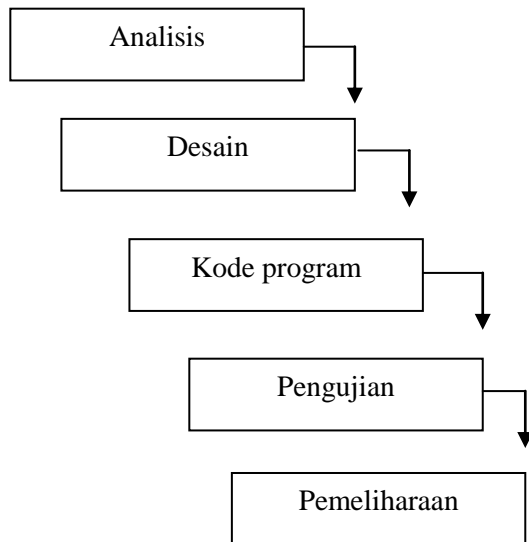 Analisis
Desain
Kode program
Pengujian
Pemeliharaan